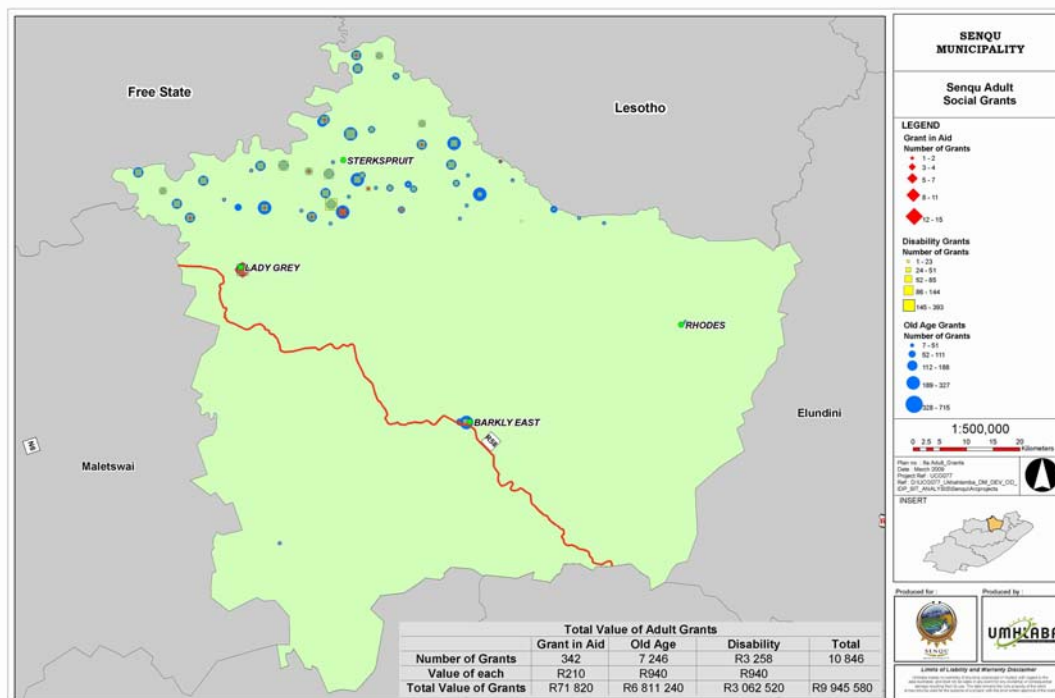 Free State
Lesotho
STERKSPRUIT
LADY GREY
RHODES
BARKLY EAST
R58
N6
Maletswai
Elundini
Total Value of Adult Grants
Grant in Aid Old Age Disability Total
Number of Grants 342 7 246 R3 258 10 846
Value of each R210 R940 R940
Total Value of Grants R71 820 R6 811 240 R3 062 520 R9 945 580
SENQU
MUNICIPALITY
Senqu Adult
Social Grants
LEGEND
Grant in Aid
Number of Grants
1 - 2
3 - 4
5 - 7
8 - 11
12 - 15
Disability Grants
Number of Grants
1 - 23
24 - 51
52 - 85
86 - 144
145 - 393
Old Age Grants
Number of Grants
7 - 51
52 - 111
112 - 188
189 - 327
328 - 715
1:500,000
0 2.5 5 10 15 20
Kilometers
Date : March 2009
INSERT
Produced for :
Produced by :
SENQU
UMHLABA
Limits of Liability and Warranty Disclaimer